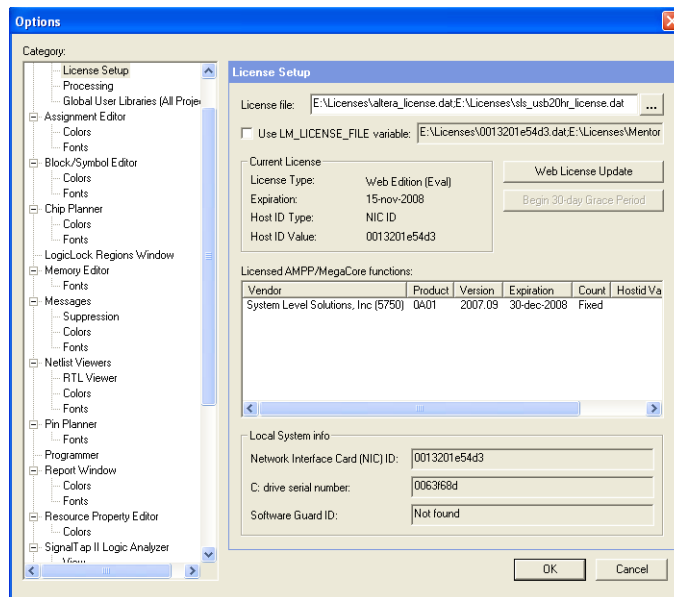 Options
Category:
License Setup
Processing
Global User Libraries (All Proje
Assignment Editor
Colors
Fonts
Block/Symbol Editor
Colors
Fonts
Chip Planner
Colors
Fonts
LogicLock Regions Window
Memory Editor
Fonts
Messages
Suppression
Colors
Fonts
Netlist Viewers
RTL Viewer
Colors
Fonts
Pin Planner
Fonts
Programmer
Report Window
Colors
Fonts
Resource Property Editor
Colors
SignalTap II Logic Analyzer
View
License Setup
License file: E:\Licenses\altera_license.dat;E:\Licenses\sls_usb20hr_license.dat ...
Use LM_LICENSE_FILE variable: E:\Licenses\0013201e54d3.dat;E:\Licenses\Mentor
Current License
License Type: Web Edition (Eval)
Expiration: 15-nov-2008
Host ID Type: NIC ID
Host ID Value: 0013201e54d3
Web License Update
Begin 30-day Grace Period
Licensed AMPP/MegaCore functions:
Vendor Product Version Expiration Count Hostid Va
System Level Solutions, Inc (5750) 0A01 2007.09 30-dec-2008 Fixed
Local System info
Network Interface Card (NIC) ID: 0013201e54d3
C: drive serial number: 0063f68d
Software Guard ID: Not found
OK Cancel